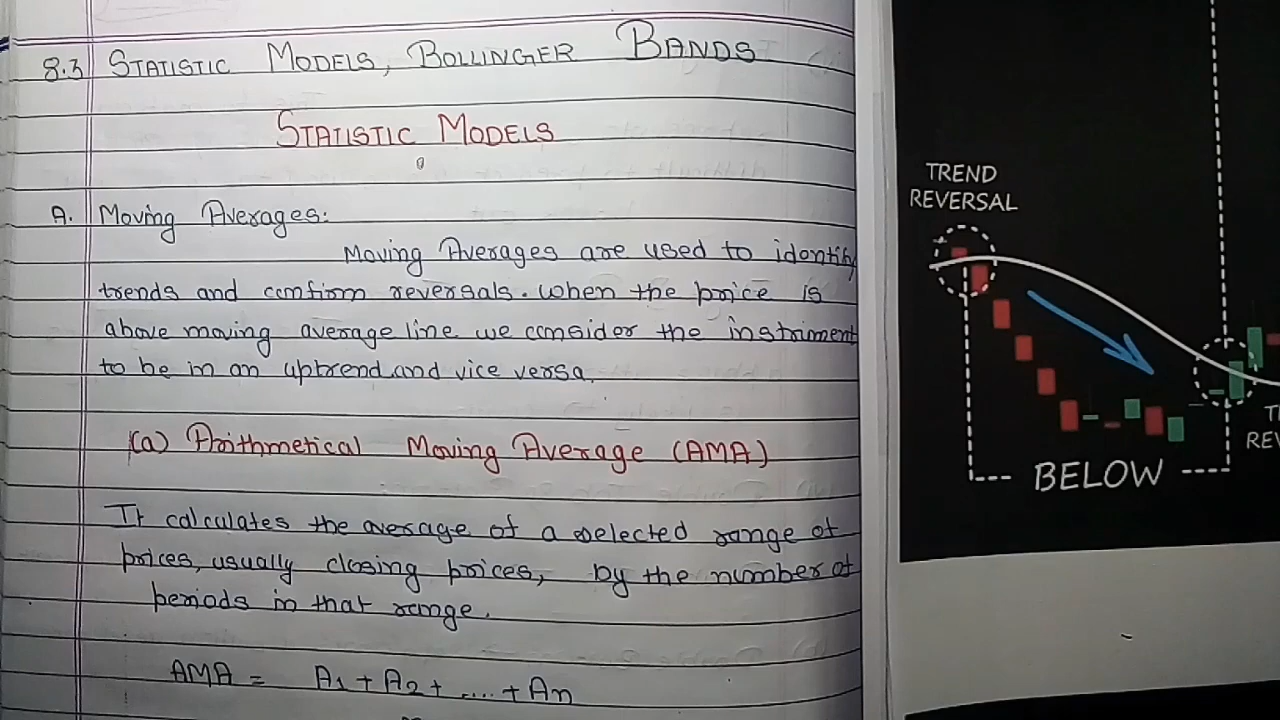 8.3 STATISTIC MODELS, BOLLINGER BANDS
STATISTIC MODELS
A. Moving Averages:
Moving Averages are used to identify
trends and confirm reversals. When the price is
above moving average line we consider the instriment
to be in an uptrend and vice versa.
(a) Arithmetical Moving Average (AMA)
It calculates the average of a selected range of
prices, usually closing prices, by the number of
periods in that range.
AMA = A1 + A2 + .... + An
TREND
REVERSAL
BELOW